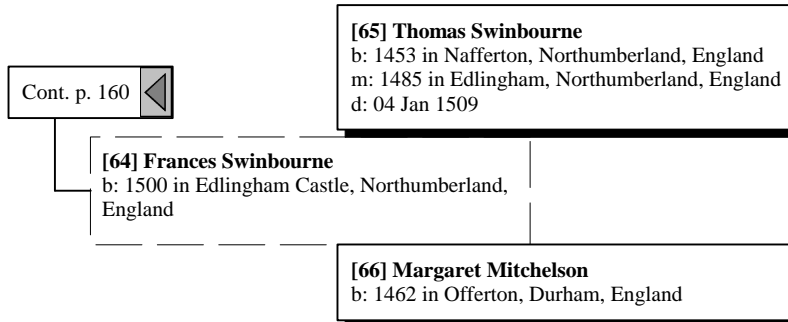 [65] Thomas Swinbourne
b: 1453 in Nafferton, Northumberland, England
m: 1485 in Edlingham, Northumberland, England
d: 04 Jan 1509
Cont. p. 160
[64] Frances Swinbourne
b: 1500 in Edlingham Castle, Northumberland,
England
[66] Margaret Mitchelson
b: 1462 in Offerton, Durham, England